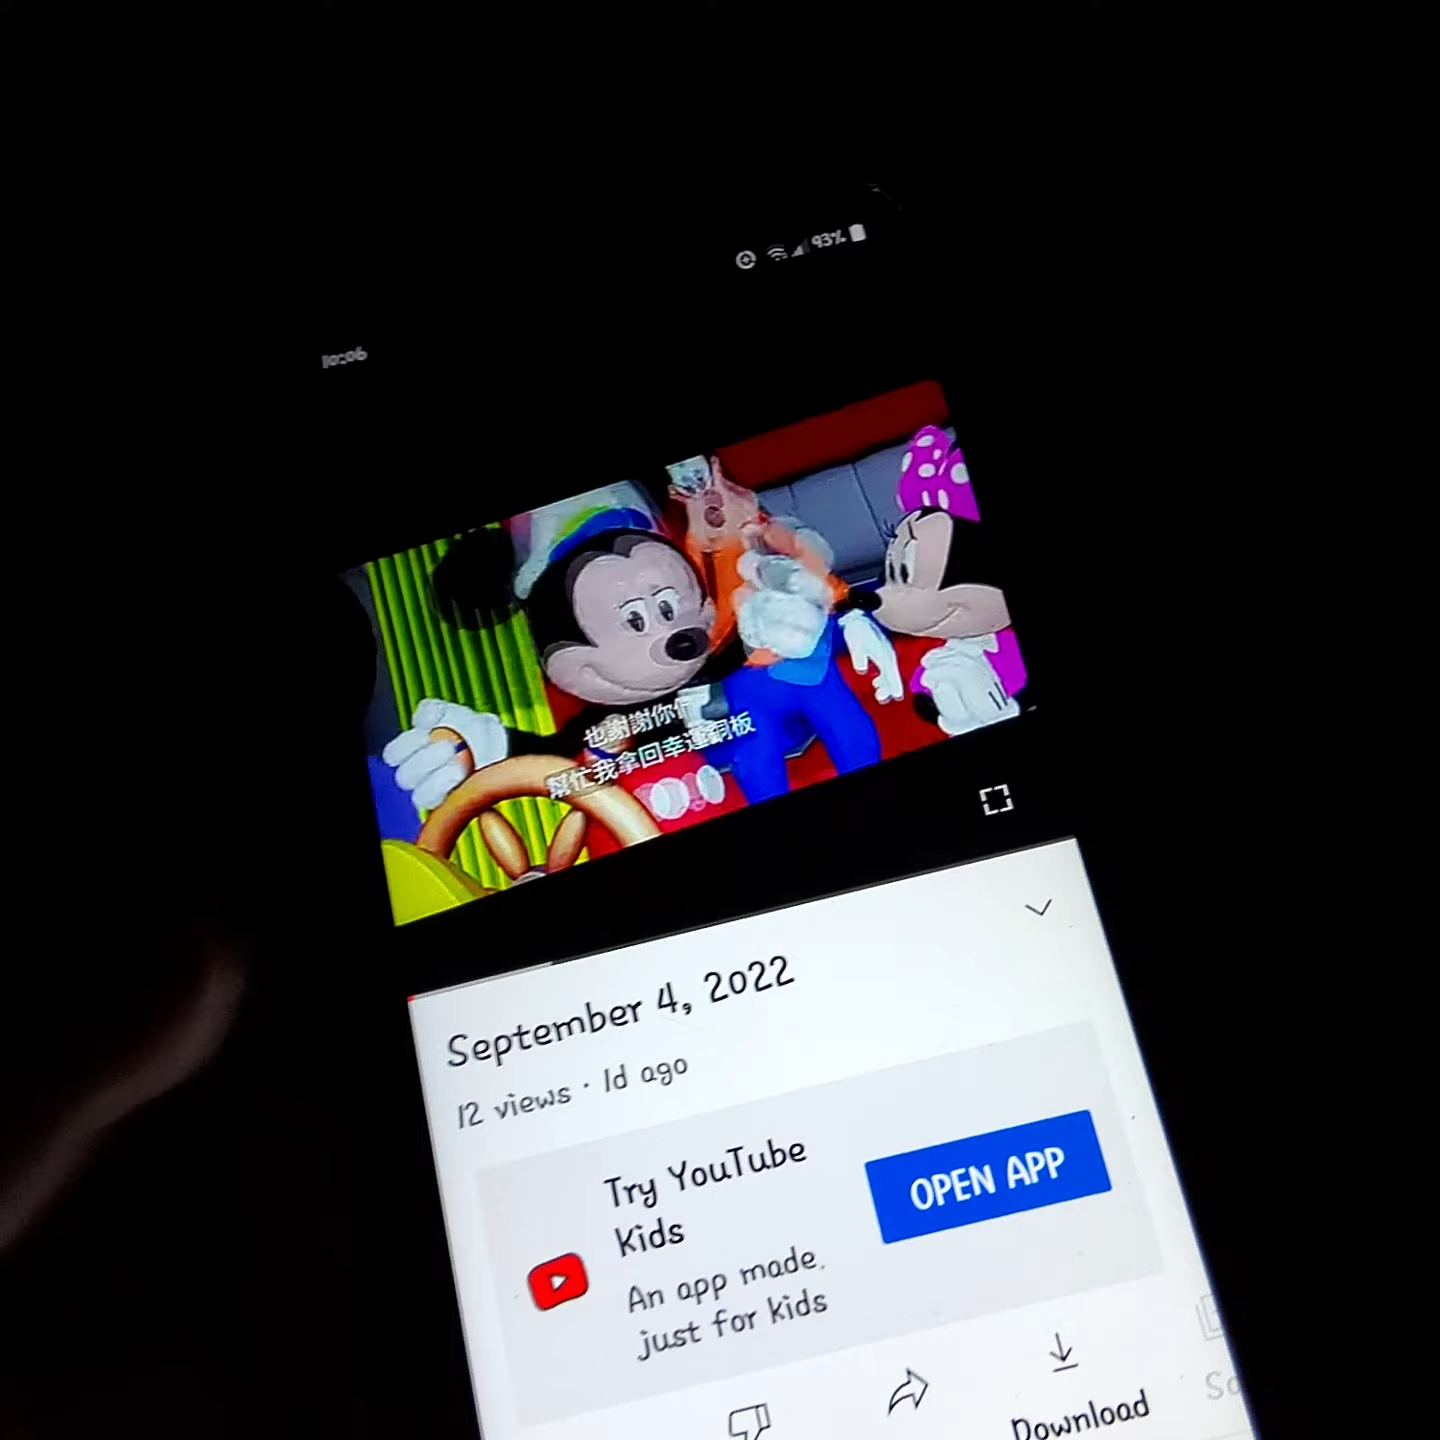 10:06
93%
也謝謝你們
幫忙我拿回幸運銅板
September 4, 2022
12 views · 1d ago
Try YouTube
Kids
An app made
just for kids
OPEN APP
Download